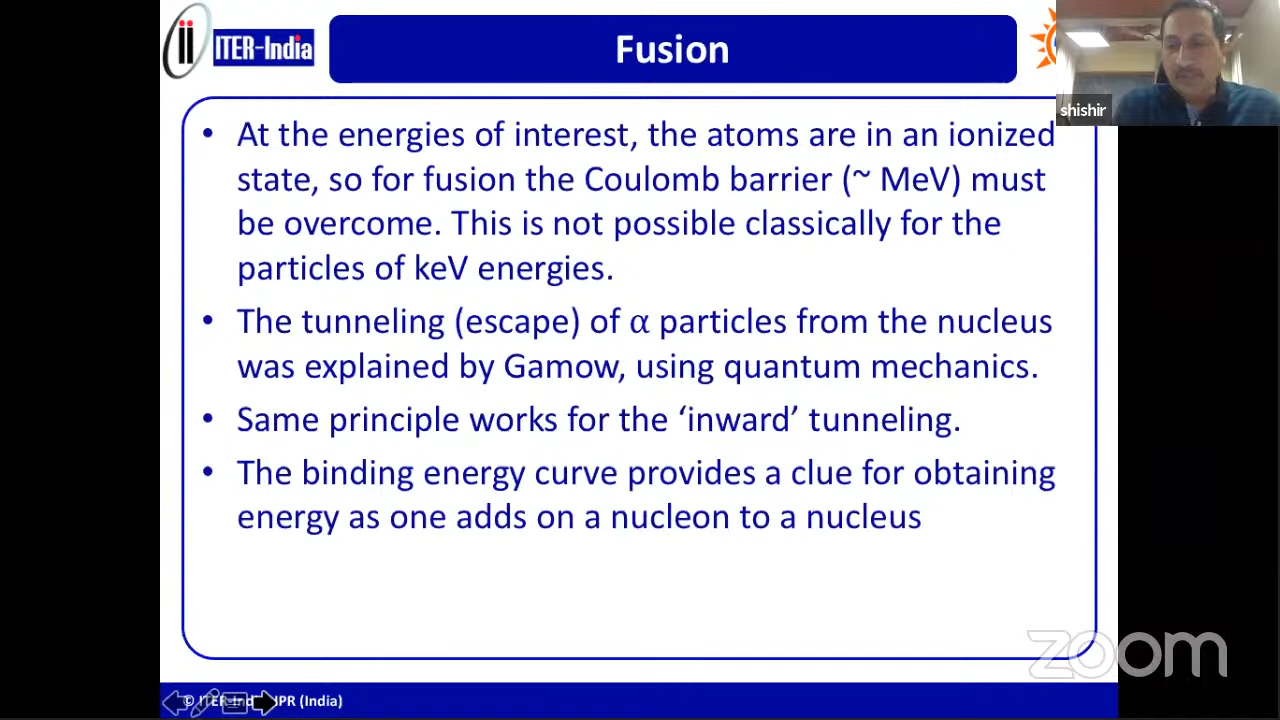 ITER-India
Fusion
shishir
• At the energies of interest, the atoms are in an ionized
state, so for fusion the Coulomb barrier (~ MeV) must
be overcome. This is not possible classically for the
particles of keV energies.
• The tunneling (escape) of α particles from the nucleus
was explained by Gamow, using quantum mechanics.
• Same principle works for the ‘inward’ tunneling.
• The binding energy curve provides a clue for obtaining
energy as one adds on a nucleon to a nucleus
zoom
© ITER-Ind IPR (India)